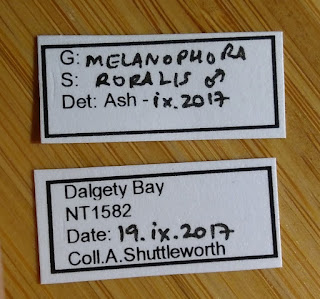 G: MELANOPHORA
S: RORALIS ♂
Det: Ash - ix.2017
Dalgety Bay
NT1582
Date: 19.ix.2017
Coll.A.Shuttleworth